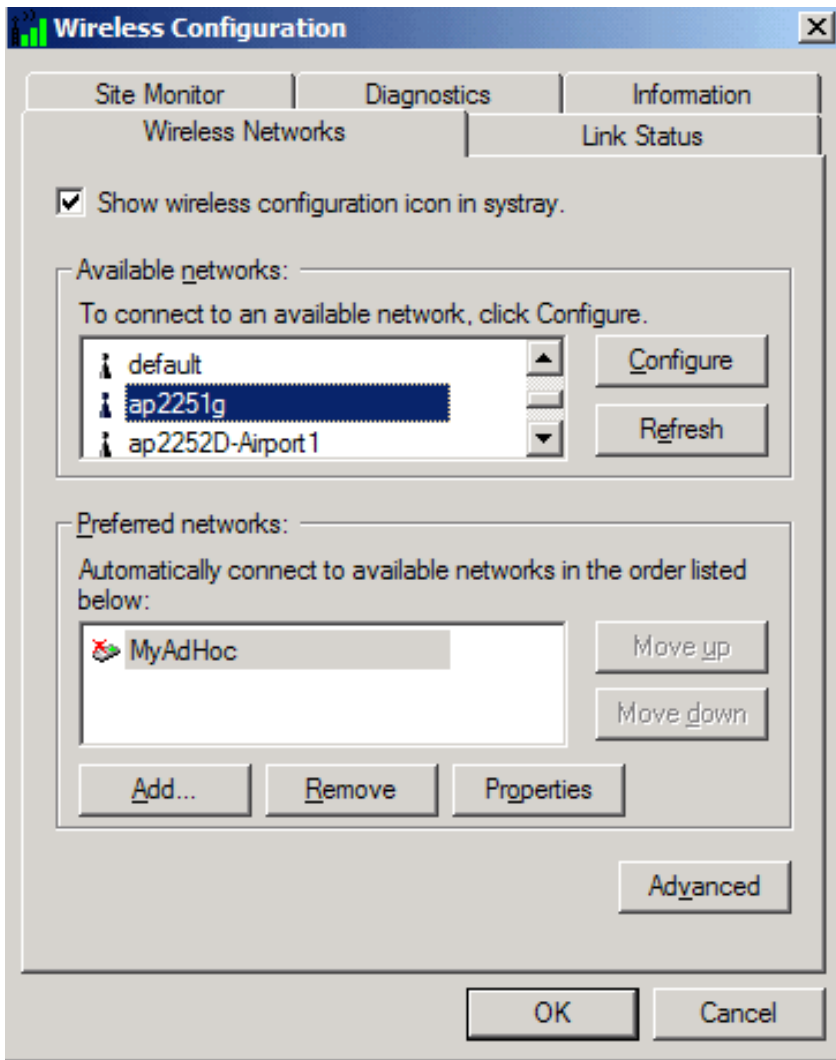 Wireless Configuration
Site Monitor
Diagnostics
Information
Wireless Networks
Link Status
Show wireless configuration icon in systray.
Available networks:
To connect to an available network, click Configure.
default
ap2251g
ap2252D-Airport1
Configure
Refresh
Preferred networks:
Automatically connect to available networks in the order listed
below:
MyAdHoc
Move up
Move down
Add...
Remove
Properties
Advanced
OK
Cancel